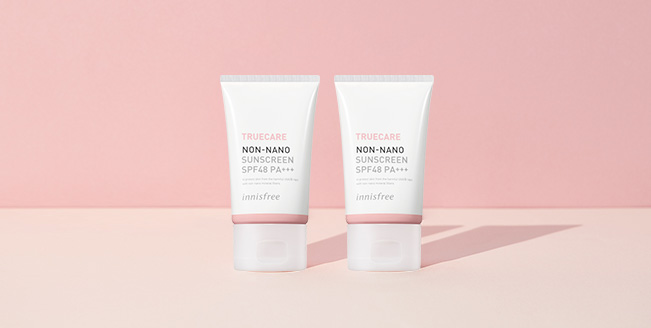 TRUECARE
NON-NANO
SUNSCREEN
SPF48 PA+++
innisfree
TRUECARE
NON-NANO
SUNSCREEN
SPF48 PA+++
innisfree